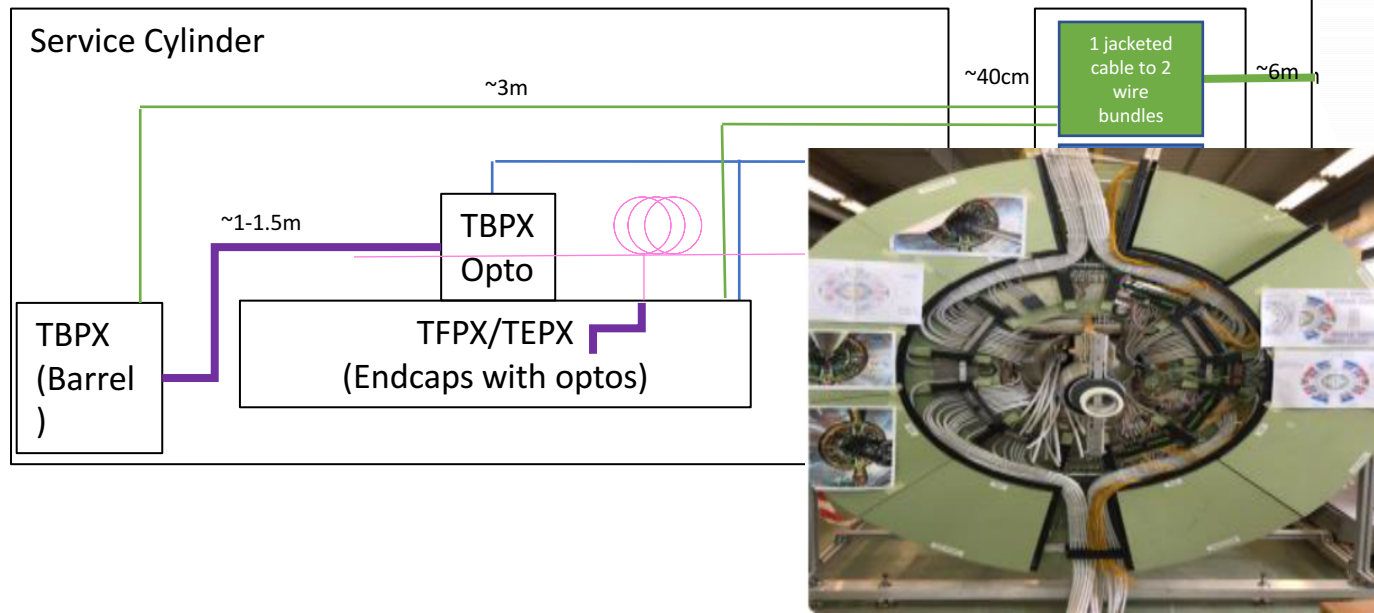 Service Cylinder
1 jacketed
cable to 2
wire
bundles
~40cm
~6m
~3m
~1-1.5m
TBPX
Opto
TBPX
(Barrel
)
TFPX/TEPX
(Endcaps with optos)